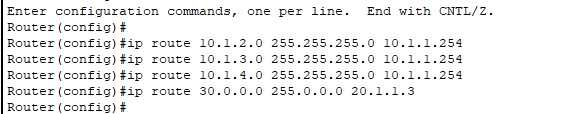 Enter configuration commands, one per line.  End with CNTL/Z.
Router(config)#
Router(config)#ip route 10.1.2.0 255.255.255.0 10.1.1.254
Router(config)#ip route 10.1.3.0 255.255.255.0 10.1.1.254
Router(config)#ip route 10.1.4.0 255.255.255.0 10.1.1.254
Router(config)#ip route 30.0.0.0 255.0.0.0 20.1.1.3
Router(config)#